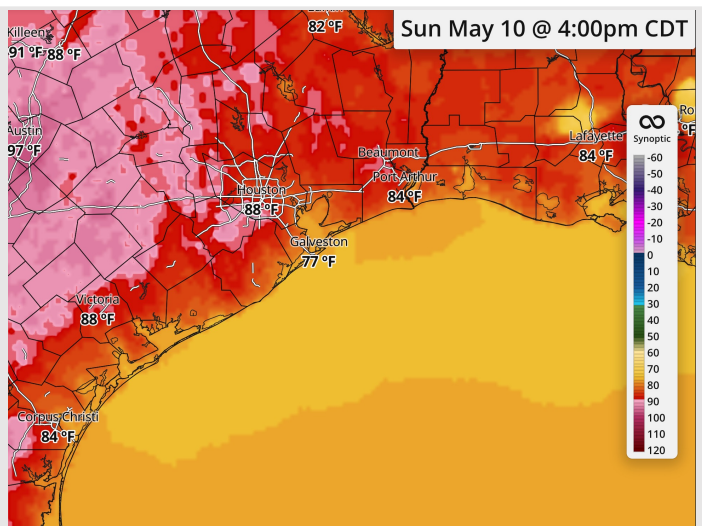 Sun May 10 @ 4:00pm CDT
82 °F
Killeen
91 °F
88 °F
Austin
97 °F
Houston
88 °F
Beaumont
Port Arthur
84 °F
Lafayette
84 °F
Ro
°F
Galveston
77 °F
Victoria
88 °F
Corpus Christi
84 °F
Synoptic
-60
-50
-40
-30
-20
-10
0
10
20
30
40
50
60
70
80
90
100
110
120